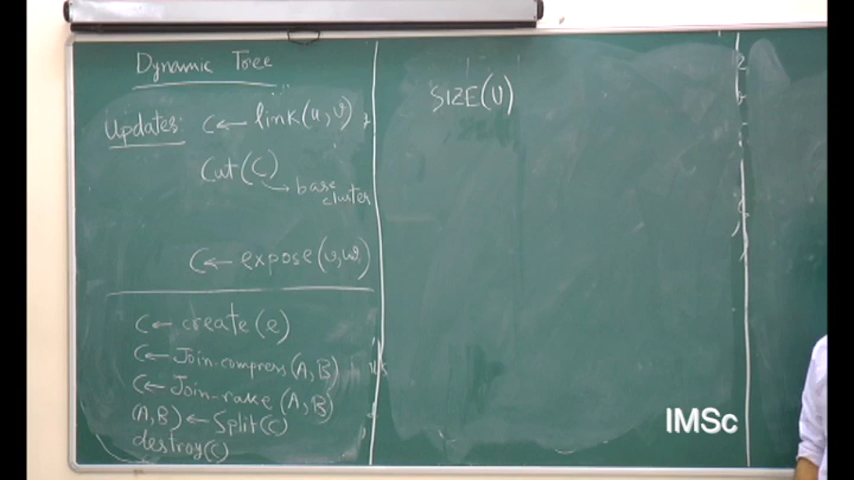 Dynamic Tree
Updates: C ← link(u, v)
Cut(C)
→ base
cluster
C ← expose(v, w)
C ← create(e)
C ← Join-compress(A, B)
C ← Join-rake(A, B)
(A, B) ← Split(C)
destroy(C)
SIZE(U)
IMSc